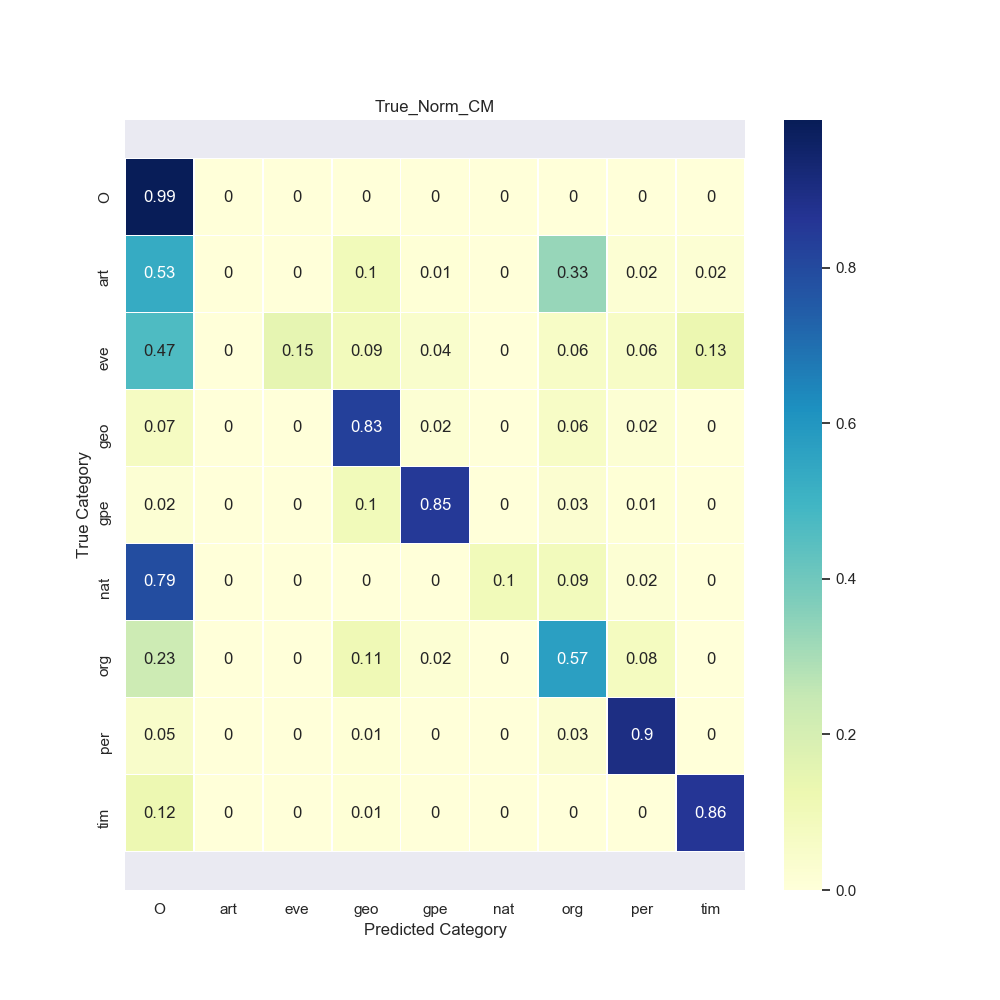 True_Norm_CM
O 0.99 0 0 0 0 0 0 0 0
art 0.53 0 0 0.1 0.01 0 0.33 0.02 0.02
eve 0.47 0 0.15 0.09 0.04 0 0.06 0.06 0.13
geo 0.07 0 0 0.83 0.02 0 0.06 0.02 0
gpe 0.02 0 0 0.1 0.85 0 0.03 0.01 0
nat 0.79 0 0 0 0 0.1 0.09 0.02 0
org 0.23 0 0 0.11 0.02 0 0.57 0.08 0
per 0.05 0 0 0.01 0 0 0.03 0.9 0
tim 0.12 0 0 0.01 0 0 0 0 0.86
O art eve geo gpe nat org per tim
Predicted Category
True Category
0.8
0.6
0.4
0.2
0.0